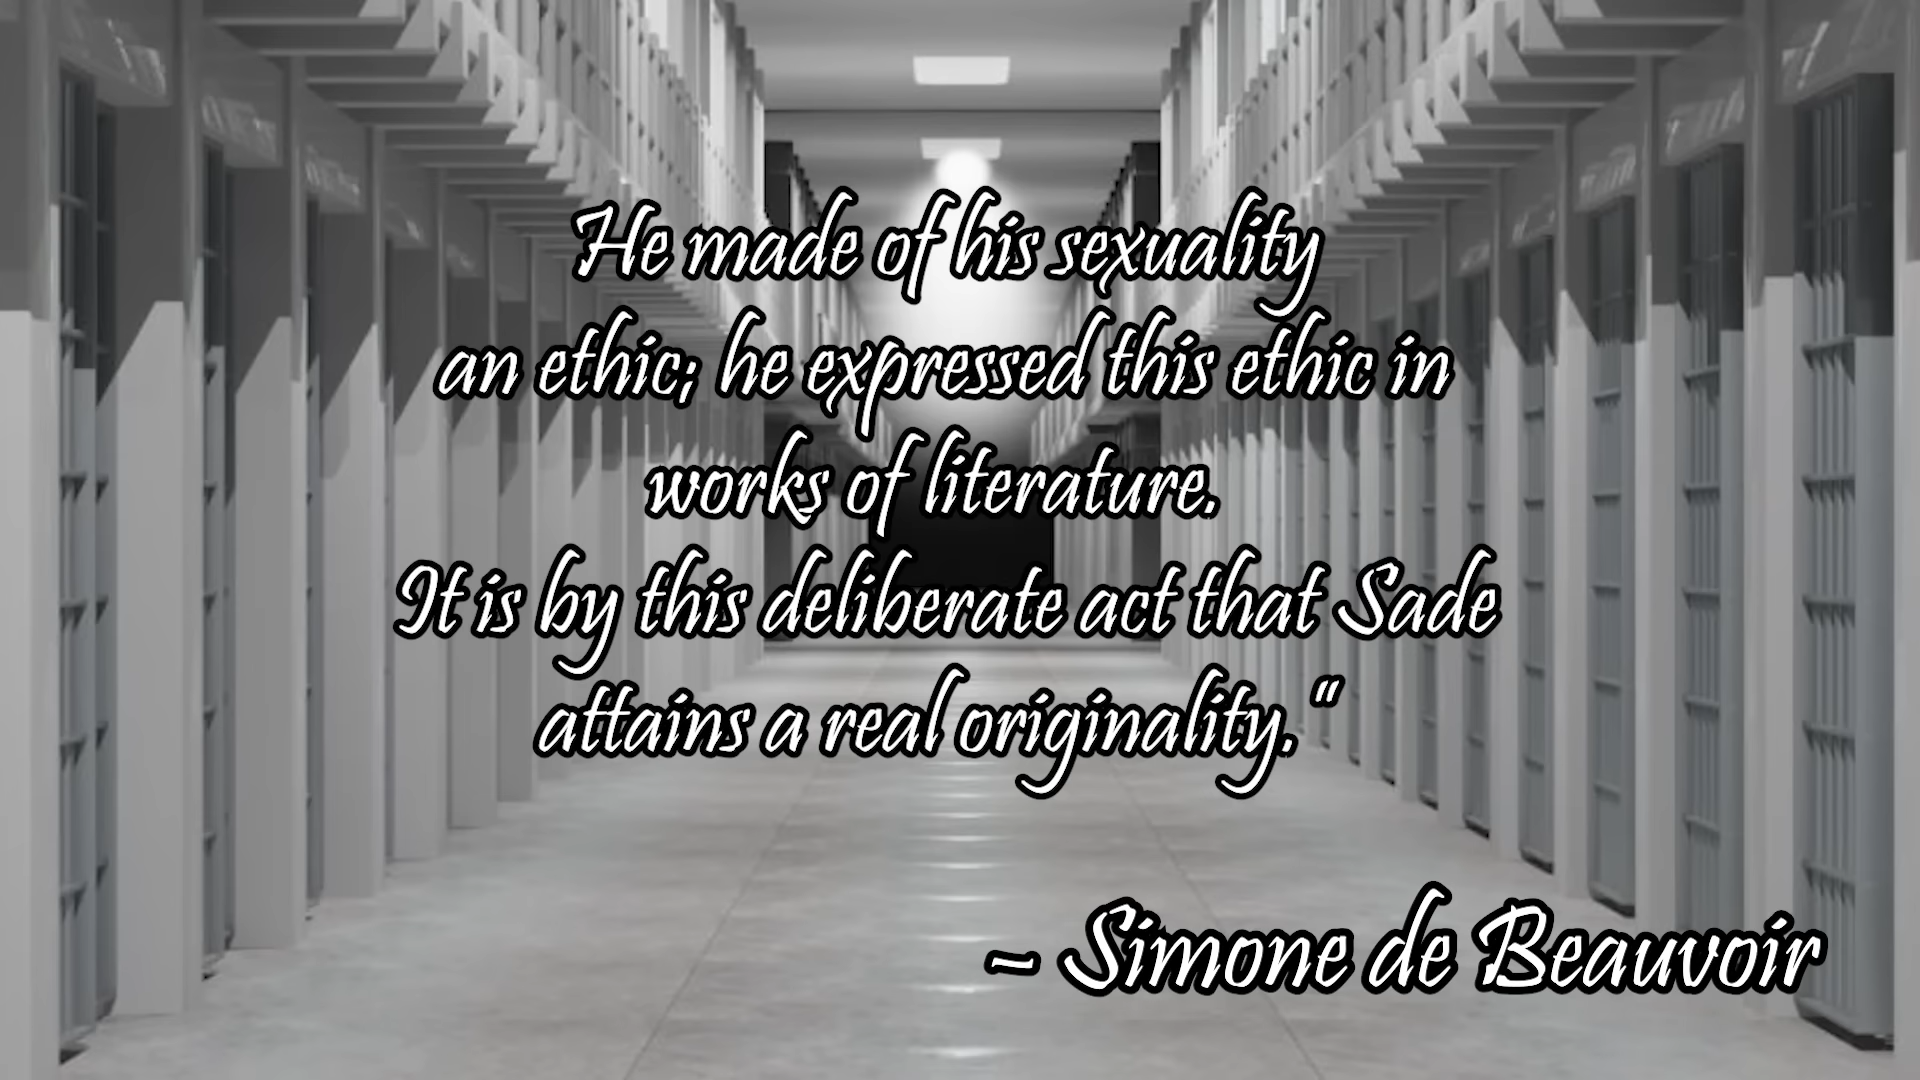 He made of his sexuality
an ethic; he expressed this ethic in
works of literature.
It is by this deliberate act that Sade
attains a real originality."
- Simone de Beauvoir